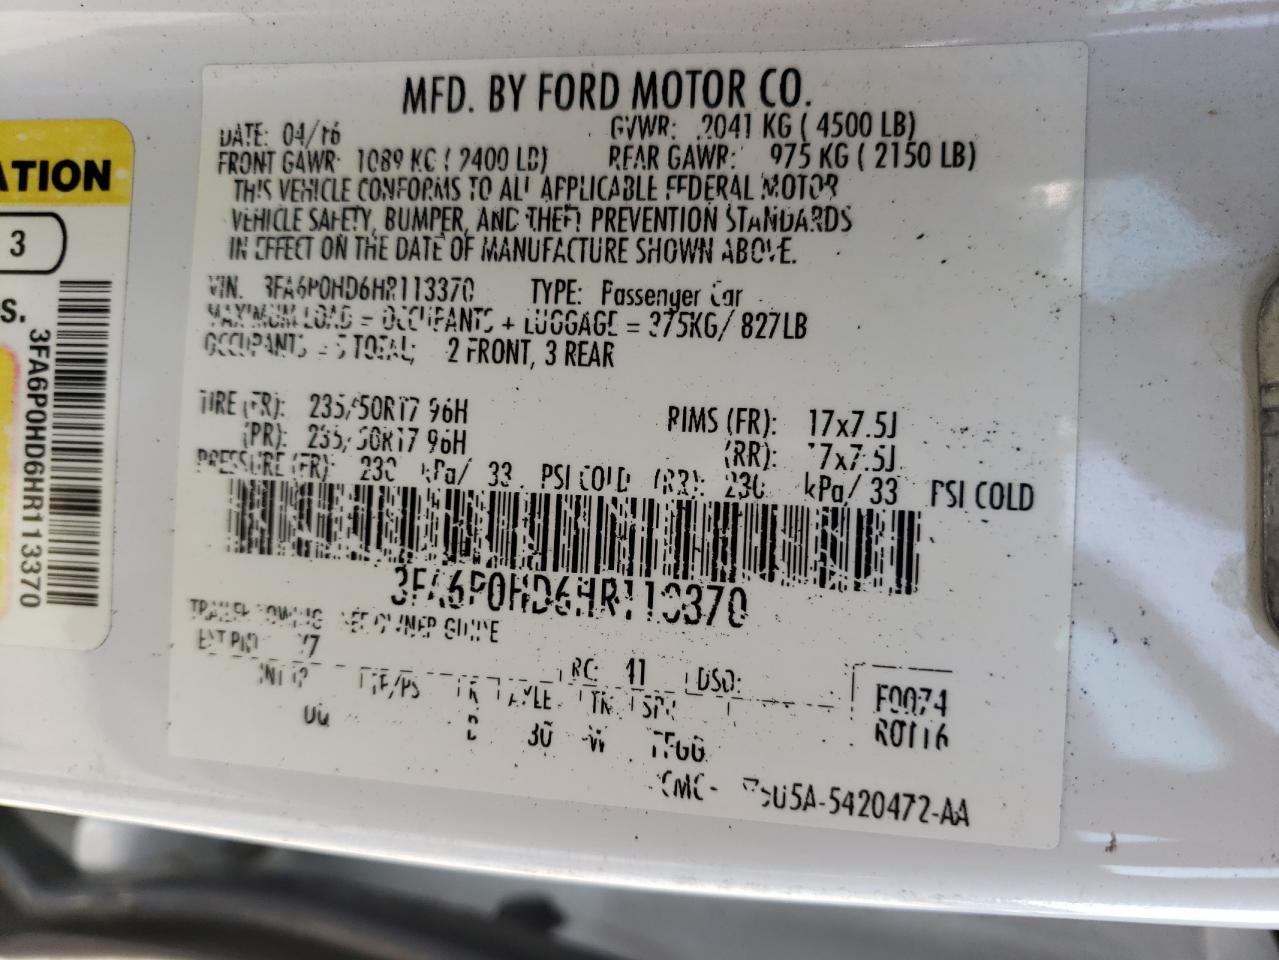 MFD. BY FORD MOTOR CO.
DATE: 04/16 GVWR: 2041 KG ( 4500 LB)
FRONT GAWR: 1089 KG ( 2400 LB) REAR GAWR: 975 KG ( 2150 LB)
THIS VEHICLE CONFORMS TO ALL APPLICABLE FEDERAL MOTOR
VEHICLE SAFETY, BUMPER, AND THEFT PREVENTION STANDARDS
IN EFFECT ON THE DATE OF MANUFACTURE SHOWN ABOVE.
VIN: 3FA6P0HD6HR113370 TYPE: Passenger Car
MAXIMUM LOAD = OCCUPANTS + LUGGAGE = 375KG/ 827LB
OCCUPANTS = 5 TOTAL; 2 FRONT, 3 REAR
TIRE (FR): 235/50R17 96H RIMS (FR): 17x7.5J
(RR): 235/50R17 96H (RR): 17x7.5J
PRESSURE (FR): 230 kPa/ 33 PSI COLD (RR): 230 kPa/ 33 PSI COLD
3FA6P0HD6HR113370
TRAILER TOWING - SEE OWNER GUIDE
EXT PNT:
RC: 41 DSO:
F0074
R0116
5420472-AA
ATION
3
S.
3FA6P0HD6HR113370